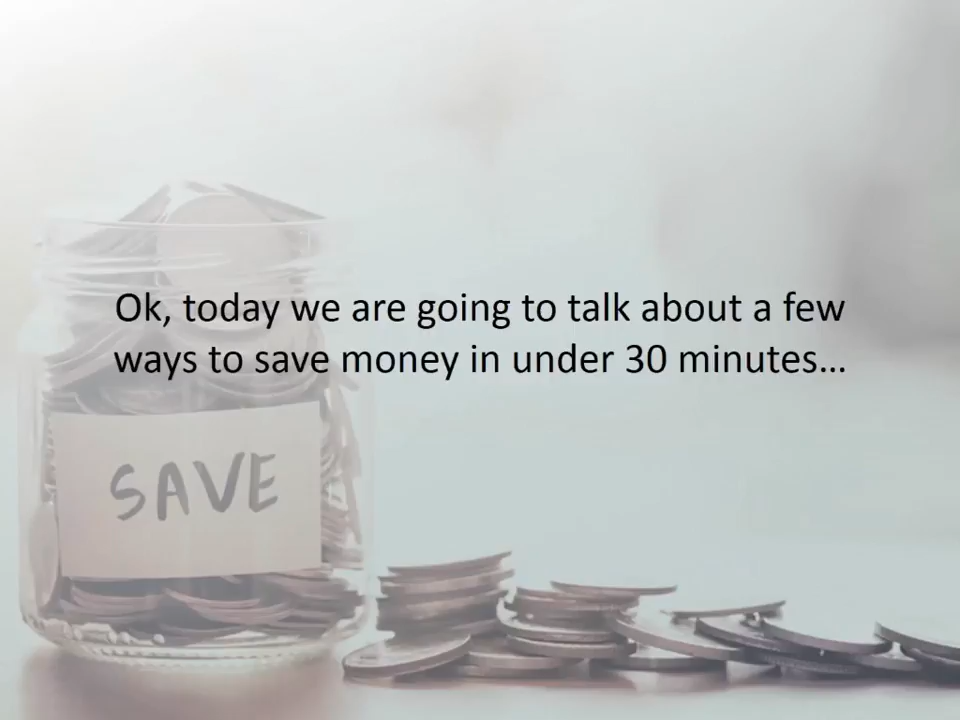 Ok, today we are going to talk about a few
ways to save money in under 30 minutes…
SAVE